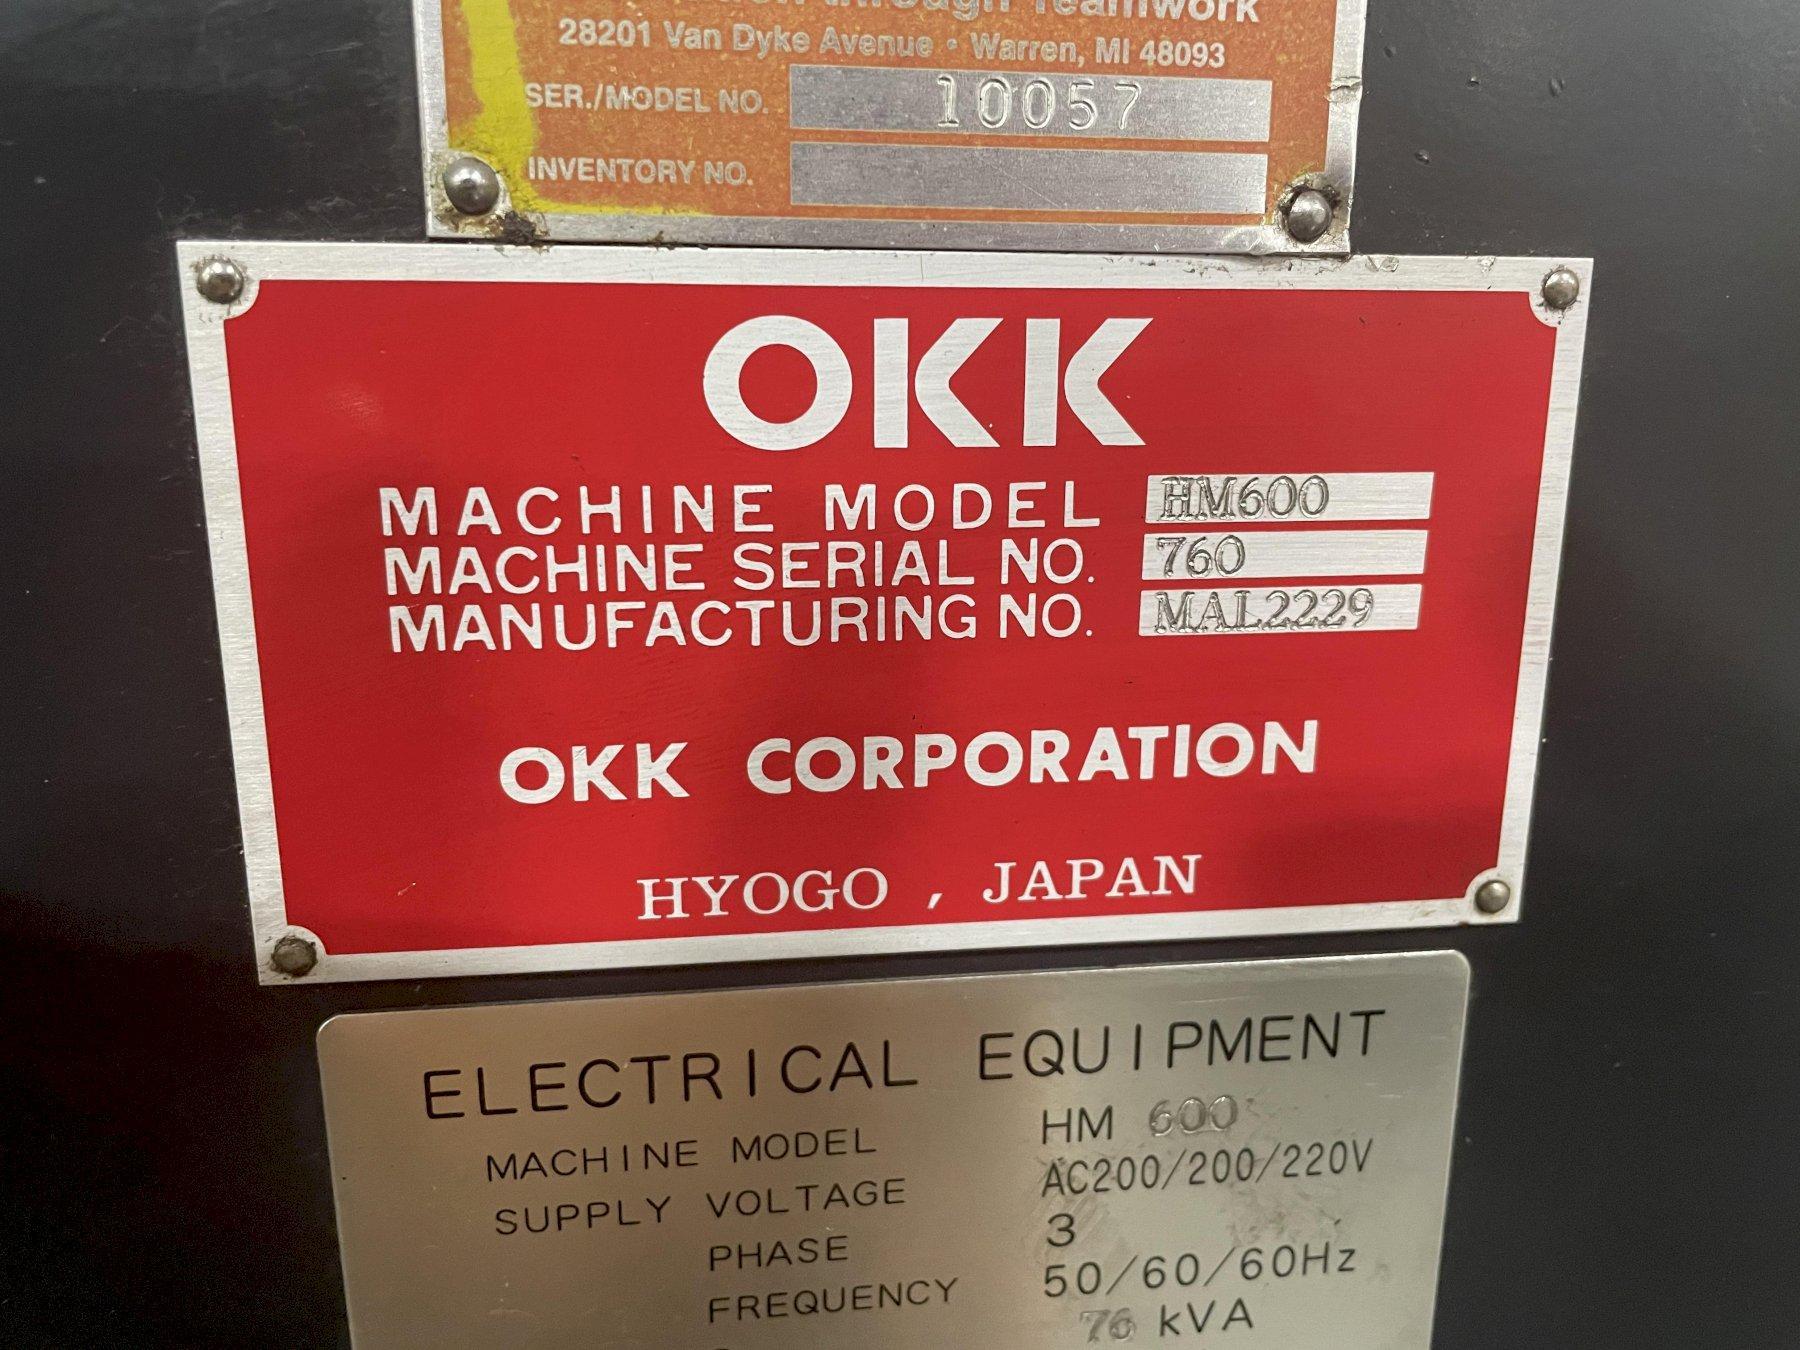 through Teamwork
28201 Van Dyke Avenue • Warren, MI 48093
SER./MODEL NO. 10057
INVENTORY NO.
OKK
MACHINE MODEL HM600
MACHINE SERIAL NO. 760
MANUFACTURING NO. MAL2229
OKK CORPORATION
HYOGO, JAPAN
ELECTRICAL EQUIPMENT
MACHINE MODEL HM 600
SUPPLY VOLTAGE AC200/200/220V
PHASE 3
FREQUENCY 50/60/60Hz
76 kVA